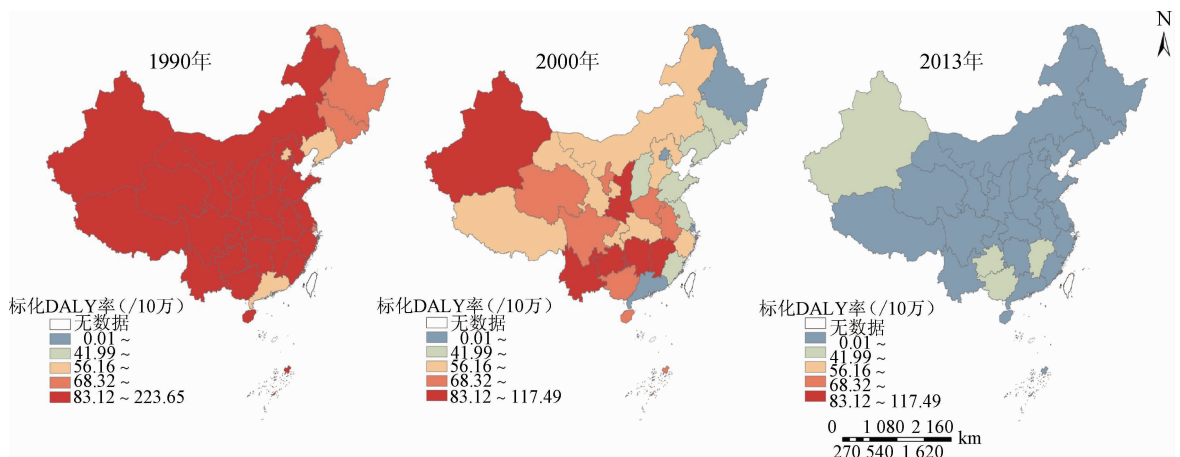 1990年
2000年
2013年
N
标化DALY率(/10万)
无数据
0.01~
41.99~
56.16~
68.32~
83.12~223.65
标化DALY率(/10万)
无数据
0.01~
41.99~
56.16~
68.32~
83.12~117.49
标化DALY率(/10万)
无数据
0.01~
41.99~
56.16~
68.32~
83.12~117.49
0 1 080 2 160
270 540 1 620
km